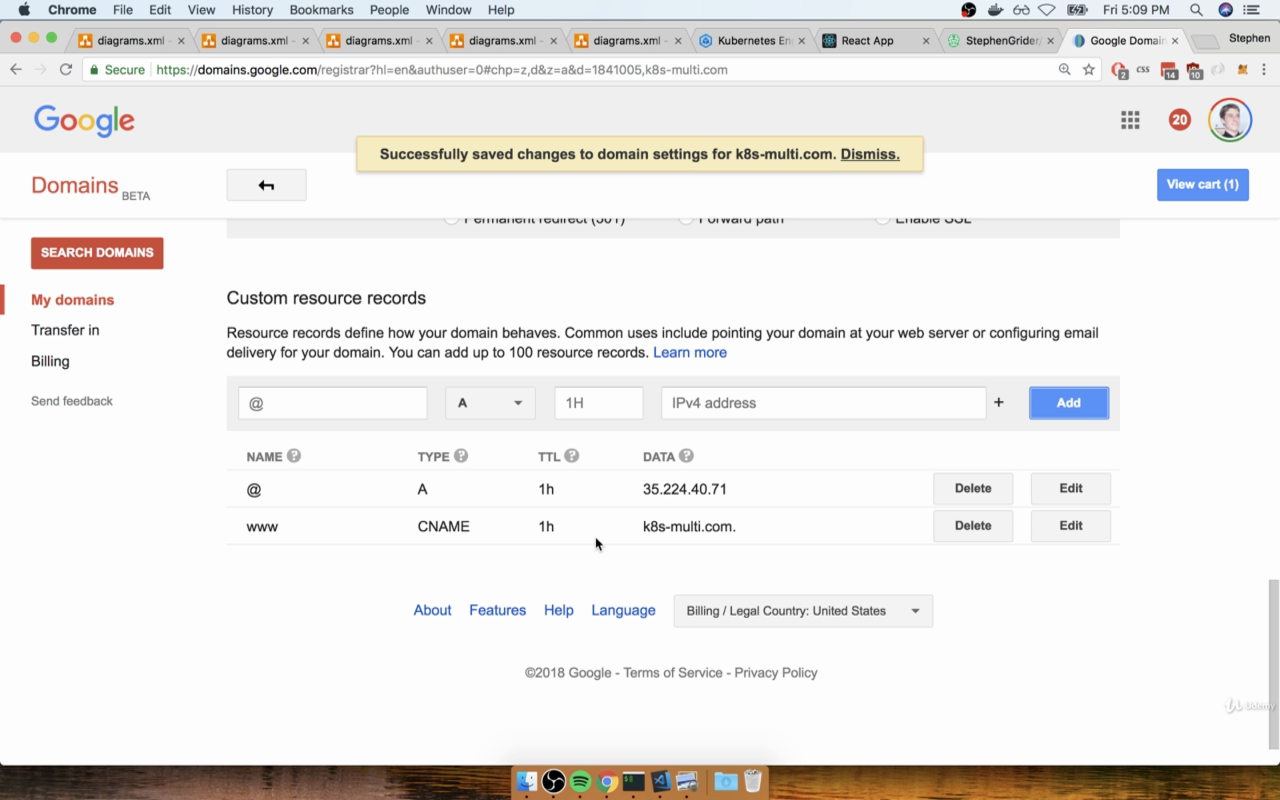 Chrome File Edit View History Bookmarks People Window Help Fri 5:09 PM
diagrams.xml - diagrams.xml - diagrams.xml - diagrams.xml - diagrams.xml - Kubernetes En React App StephenGrider/ Google Domain Stephen
Secure https://domains.google.com/registrar?hl=en&authuser=0#chp=z,d&z=a&d=1841005,k8s-multi.com 2 CSS 14 10
Google 20
Successfully saved changes to domain settings for k8s-multi.com. Dismiss.
Domains BETA View cart (1)
Permanent redirect (301) Forward path Enable SSL
SEARCH DOMAINS
My domains
Transfer in
Billing
Send feedback
Custom resource records
Resource records define how your domain behaves. Common uses include pointing your domain at your web server or configuring email
delivery for your domain. You can add up to 100 resource records. Learn more
@ A 1H IPv4 address + Add
NAME ? TYPE ? TTL ? DATA ?
@ A 1h 35.224.40.71 Delete Edit
www CNAME 1h k8s-multi.com. Delete Edit
About Features Help Language Billing / Legal Country: United States
©2018 Google - Terms of Service - Privacy Policy
Udemy